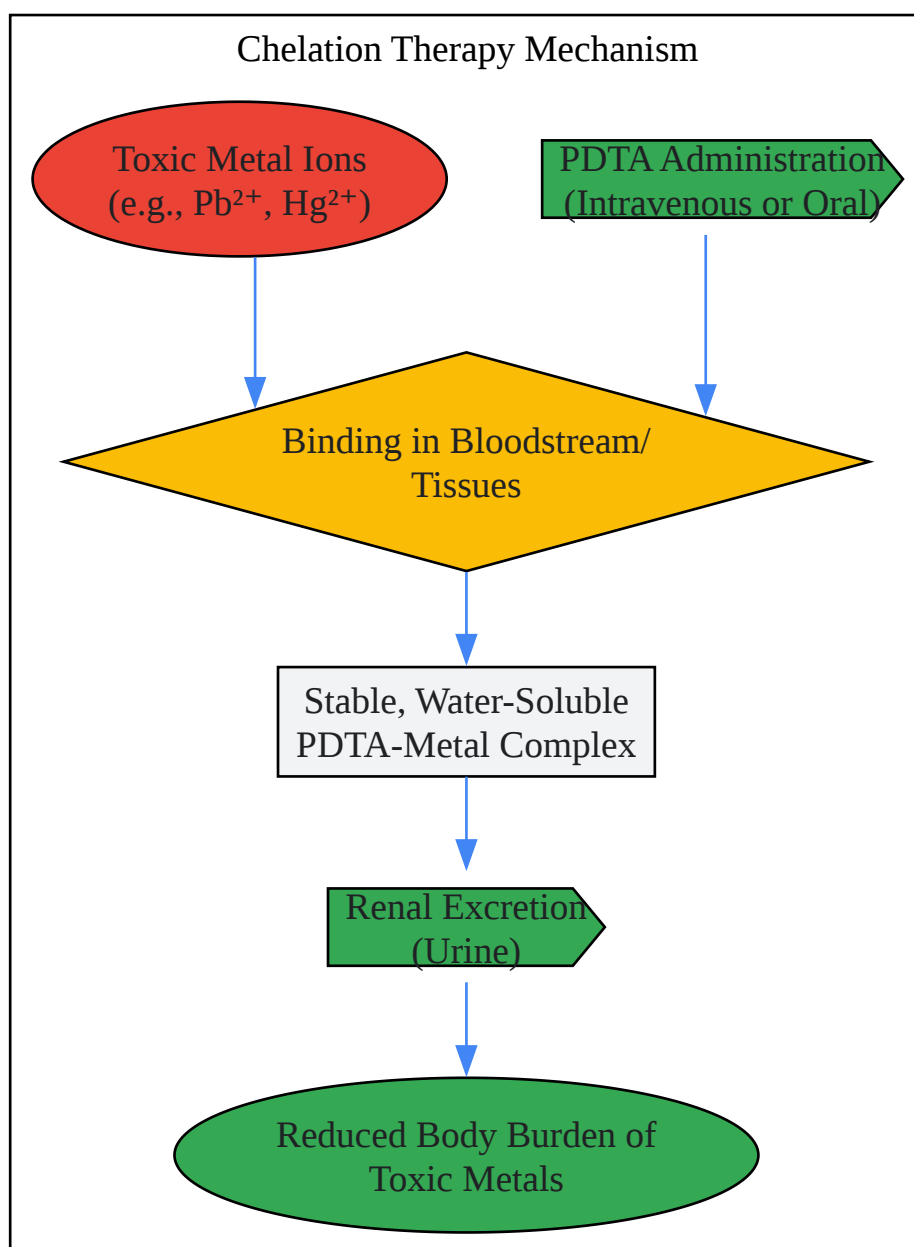 Chelation Therapy Mechanism
Toxic Metal Ions
(e.g., Pb²⁺, Hg²⁺)
PDTA Administration
(Intravenous or Oral)
Binding in Bloodstream/
Tissues
Stable, Water-Soluble
PDTA-Metal Complex
Renal Excretion
(Urine)
Reduced Body Burden of
Toxic Metals